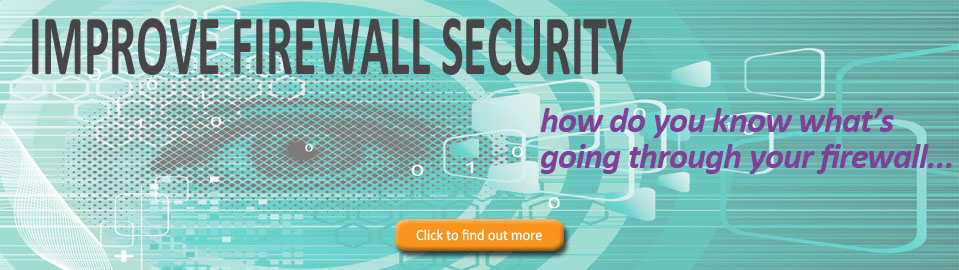 IMPROVE FIREWALL SECURITY
how do you know what's
going through your firewall...
Click to find out more